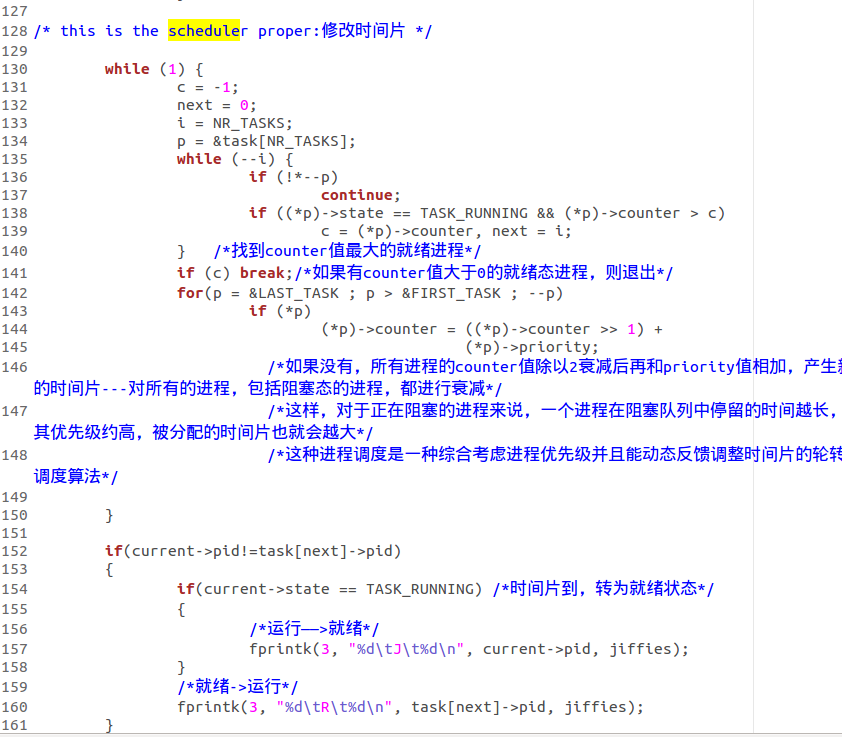 127
128 /* this is the scheduler proper:修改时间片 */
129
130 while (1) {
131 c = -1;
132 next = 0;
133 i = NR_TASKS;
134 p = &task[NR_TASKS];
135 while (--i) {
136 if (!*--p)
137 continue;
138 if ((*p)->state == TASK_RUNNING && (*p)->counter > c)
139 c = (*p)->counter, next = i;
140 } /*找到counter值最大的就绪进程*/
141 if (c) break;/*如果有counter值大于0的就绪态进程，则退出*/
142 for(p = &LAST_TASK ; p > &FIRST_TASK ; --p)
143 if (*p)
144 (*p)->counter = ((*p)->counter >> 1) +
145 (*p)->priority;
146 /*如果没有，所有进程的counter值除以2衰减后再和priority值相加，产生新
的时间片---对所有的进程，包括阻塞态的进程，都进行衰减*/
147 /*这样，对于正在阻塞的进程来说，一个进程在阻塞队列中停留的时间越长，
其优先级约高，被分配的时间片也就会越大*/
148 /*这种进程调度是一种综合考虑进程优先级并且能动态反馈调整时间片的轮转
调度算法*/
149
150 }
151
152 if(current->pid!=task[next]->pid)
153 {
154 if(current->state == TASK_RUNNING) /*时间片到，转为就绪状态*/
155 {
156 /*运行——>就绪*/
157 fprintk(3, "%d\tJ\t%d\n", current->pid, jiffies);
158 }
159 /*就绪->运行*/
160 fprintk(3, "%d\tR\t%d\n", task[next]->pid, jiffies);
161 }